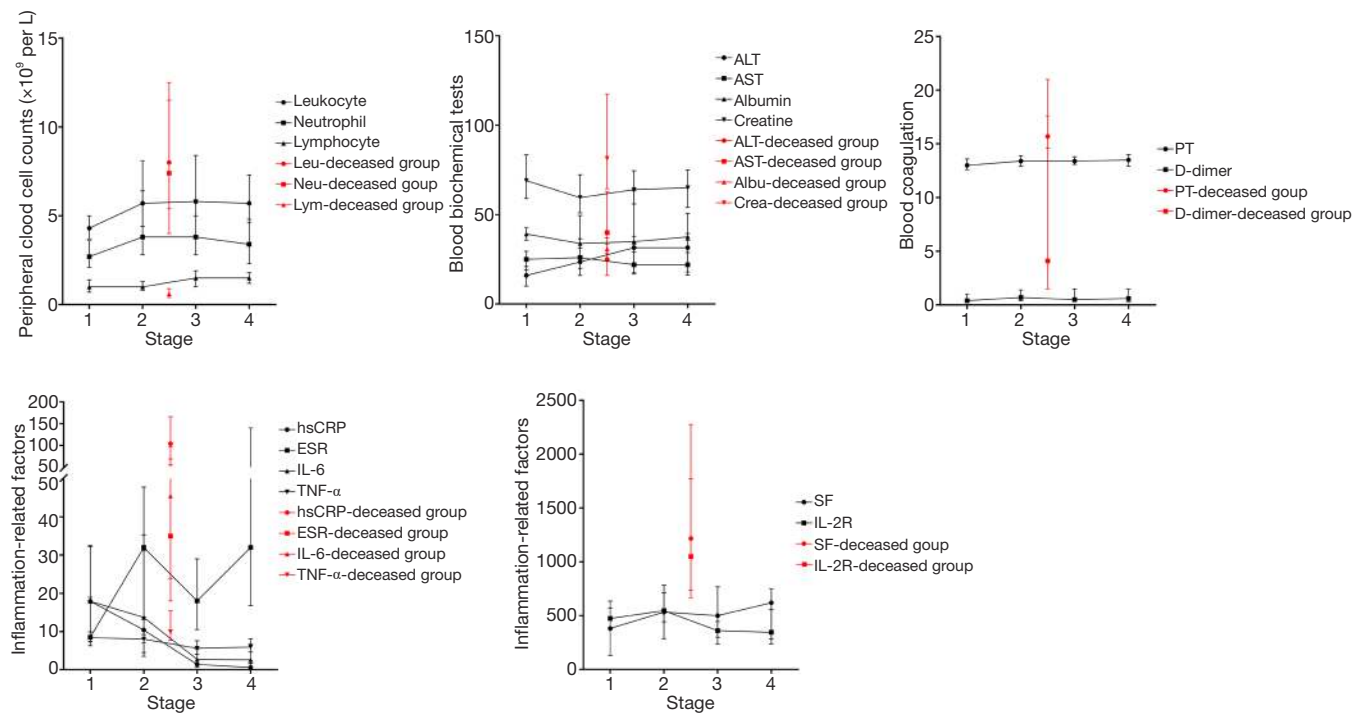 Peripheral clood cell counts (×10⁹ per L)
15
10
5
0
1 2 3 4
Stage
Leukocyte
Neutrophil
Lymphocyte
Leu-deceased group
Neu-deceased goup
Lym-deceased group
Blood biochemical tests
150
100
50
0
1 2 3 4
Stage
ALT
AST
Albumin
Creatine
ALT-deceased group
AST-deceased group
Albu-deceased group
Crea-deceased group
Blood coagulation
25
20
15
10
5
0
1 2 3 4
Stage
PT
D-dimer
PT-deceased goup
D-dimer-deceased group
Inflammation-related factors
200
150
100
50
50
40
30
20
10
0
1 2 3 4
Stage
hsCRP
ESR
IL-6
TNF-α
hsCRP-deceased group
ESR-deceased group
IL-6-deceased group
TNF-α-deceased group
Inflammation-related factors
2500
2000
1500
1000
500
0
1 2 3 4
Stage
SF
IL-2R
SF-deceased goup
IL-2R-deceased group